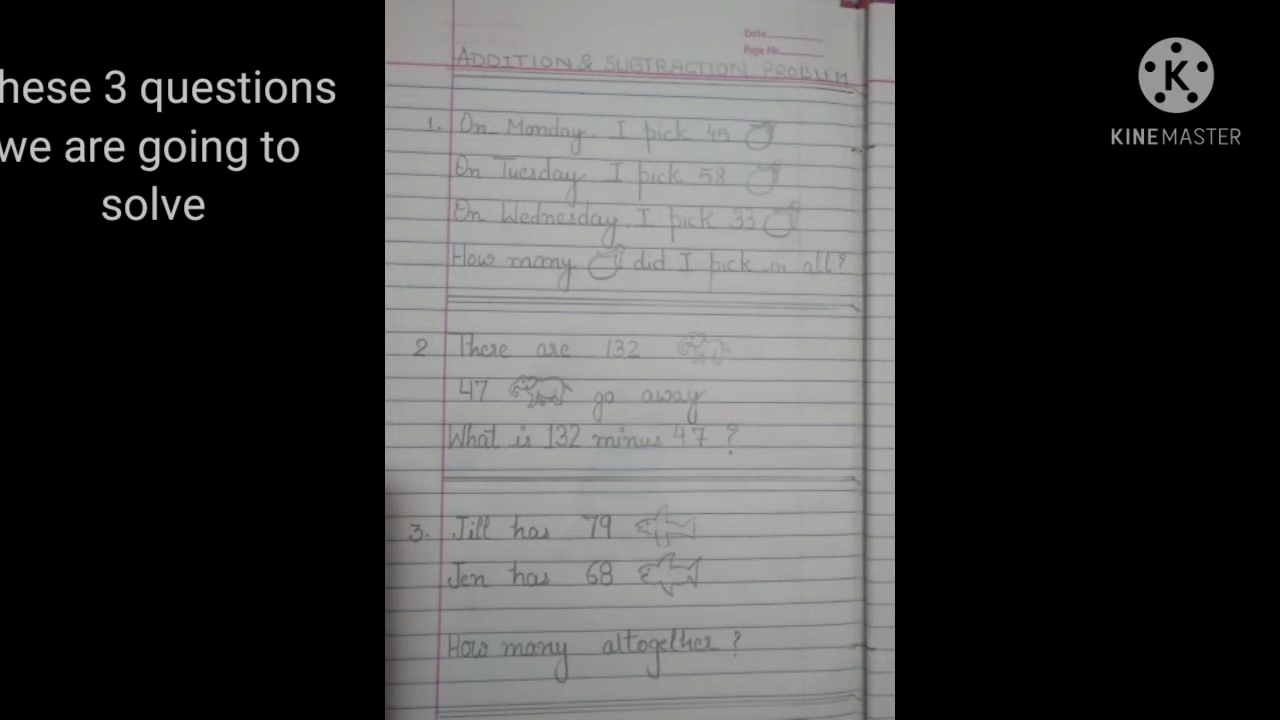 hese 3 questions
we are going to
solve
Date
Page No.
ADDITION & SUBTRACTION PROBLEM
1. On Monday, I pick 45
On Tuesday I pick 58
On Wednesday, I pick 33
How many did I pick in all?
2 There are 132
47 go away
What is 132 minus 47 ?
3. Jill has 79
Jen has 68
How many altogether ?
K
KINEMASTER